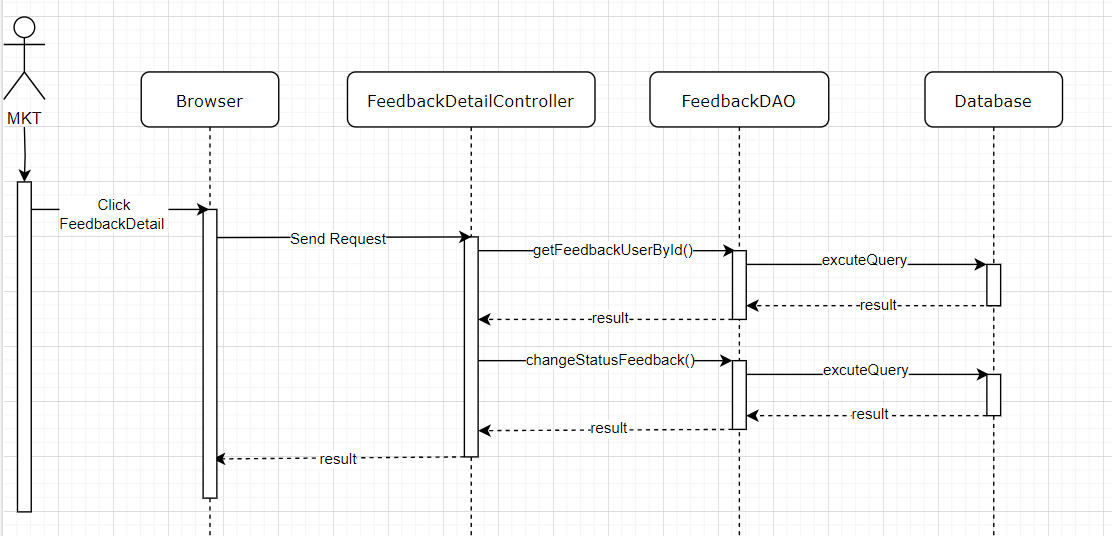 MKT
Browser
FeedbackDetailController
FeedbackDAO
Database
Click
FeedbackDetail
Send Request
getFeedbackUserById()
excuteQuery
result
result
changeStatusFeedback()
excuteQuery
result
result
result